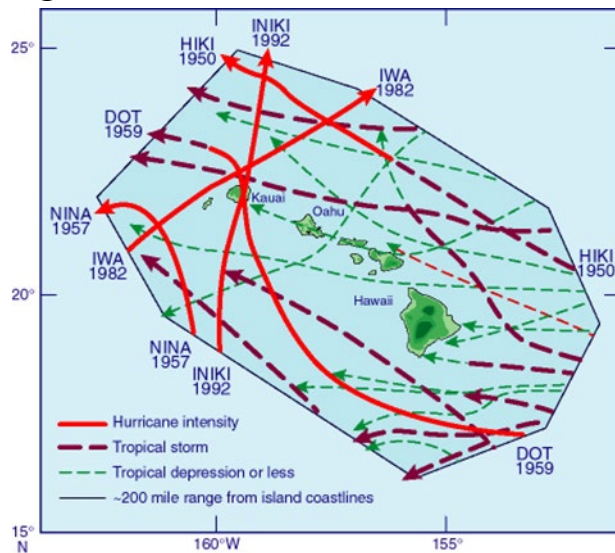 INIKI
1992
HIKI
1950
IWA
1982
25°
DOT
1959
Kauai
Oahu
NINA
1957
IWA
1982
HIKI
1950
20°
Hawaii
NINA
1957
INIKI
1992
Hurricane intensity
Tropical storm
Tropical depression or less
~200 mile range from island coastlines
DOT
1959
15°
N
160°W
155°